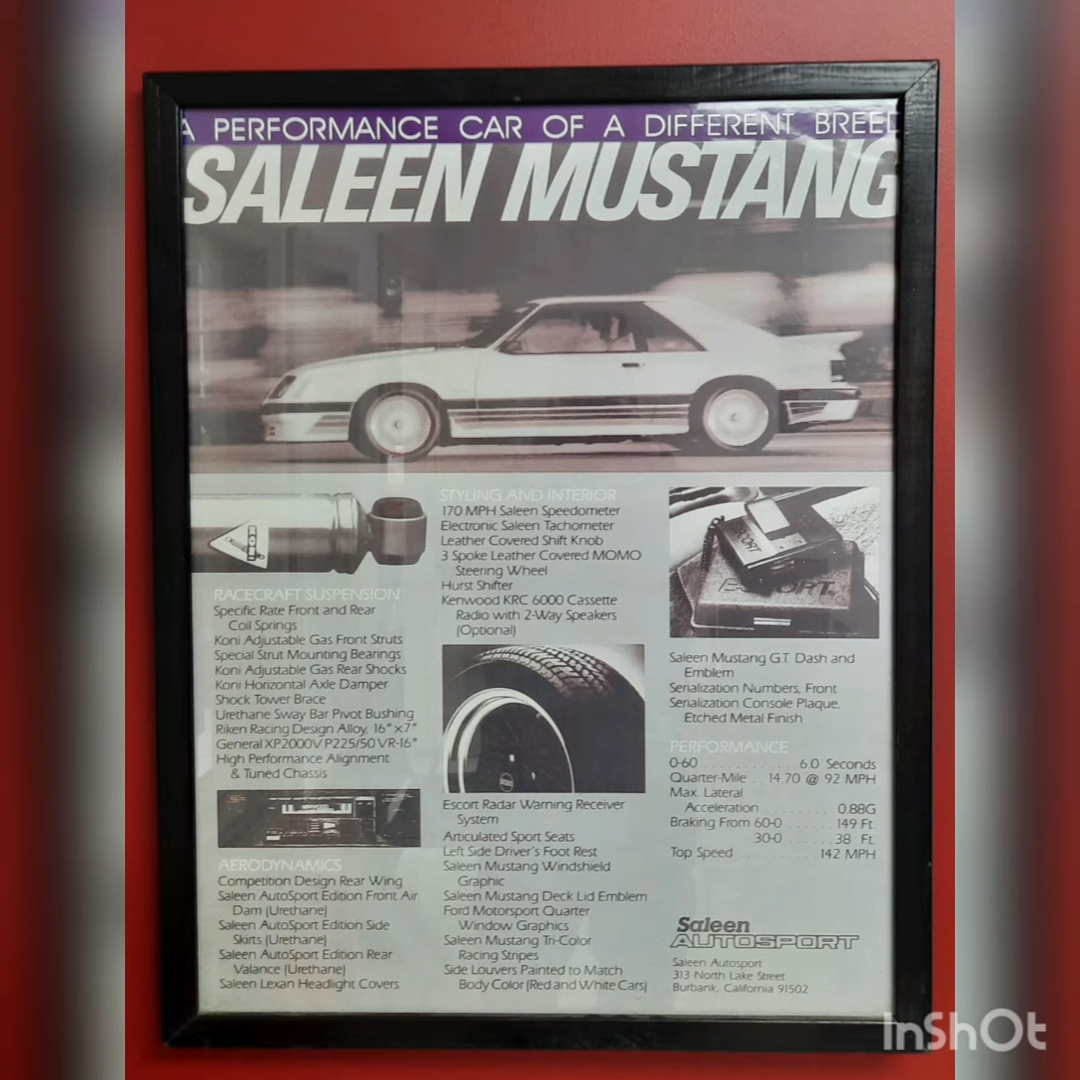 A PERFORMANCE CAR OF A DIFFERENT BREED
SALEEN MUSTANG
RACECRAFT SUSPENSION
Specific Rate Front and Rear
Coil Springs
Koni Adjustable Gas Front Struts
Special Strut Mounting Bearings
Koni Adjustable Gas Rear Shocks
Koni Horizontal Axle Damper
Shock Tower Brace
Urethane Sway Bar Pivot Bushing
Riken Racing Design Alloy, 16" x 7"
General XP2000V P225/50 VR-16"
High Performance Alignment
& Tuned Chassis
AERODYNAMICS
Competition Design Rear Wing
Saleen AutoSport Edition Front Air
Dam (Urethane)
Saleen AutoSport Edition Side
Skirts (Urethane)
Saleen AutoSport Edition Rear
Valance (Urethane)
Saleen Lexan Headlight Covers
STYLING AND INTERIOR
170 MPH Saleen Speedometer
Electronic Saleen Tachometer
Leather Covered Shift Knob
3 Spoke Leather Covered MOMO
Steering Wheel
Hurst Shifter
Kenwood KRC 6000 Cassette
Radio with 2-Way Speakers
(Optional)
Escort Radar Warning Receiver
System
Articulated Sport Seats
Left Side Driver's Foot Rest
Saleen Mustang Windshield
Graphic
Saleen Mustang Deck Lid Emblem
Ford Motorsport Quarter
Window Graphics
Saleen Mustang Tri-Color
Racing Stripes
Side Louvers Painted to Match
Body Color (Red and White Cars)
ESCORT
ESCORT
Saleen Mustang G.T. Dash and
Emblem
Serialization Numbers, Front
Serialization Console Plaque,
Etched Metal Finish
PERFORMANCE
0-60 . . . . . . . . . . . 6.0 Seconds
Quarter-Mile . . 14.70 @ 92 MPH
Max. Lateral
Acceleration . . . . . . . . . . 0.88G
Braking From 60-0 . . . . . . 149 Ft.
30-0 . . . . . . 38 Ft.
Top Speed . . . . . . . . . . 142 MPH
Saleen
AUTOSPORT
Saleen Autosport
313 North Lake Street
Burbank, California 91502
InShOt